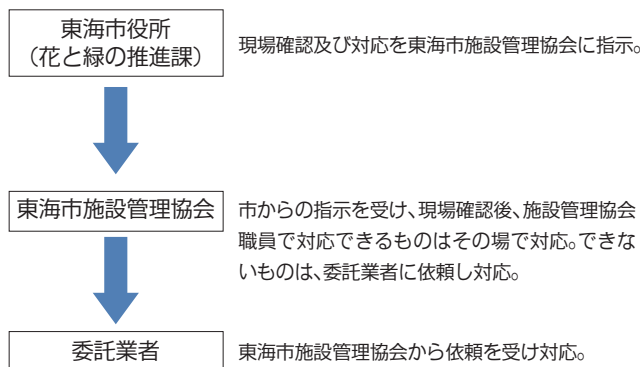 東海市役所
（花と緑の推進課）
現場確認及び対応を東海市施設管理協会に指示。
東海市施設管理協会
市からの指示を受け、現場確認後、施設管理協会
職員で対応できるものはその場で対応。できな
いものは、委託業者に依頼し対応。
委託業者
東海市施設管理協会から依頼を受け対応。